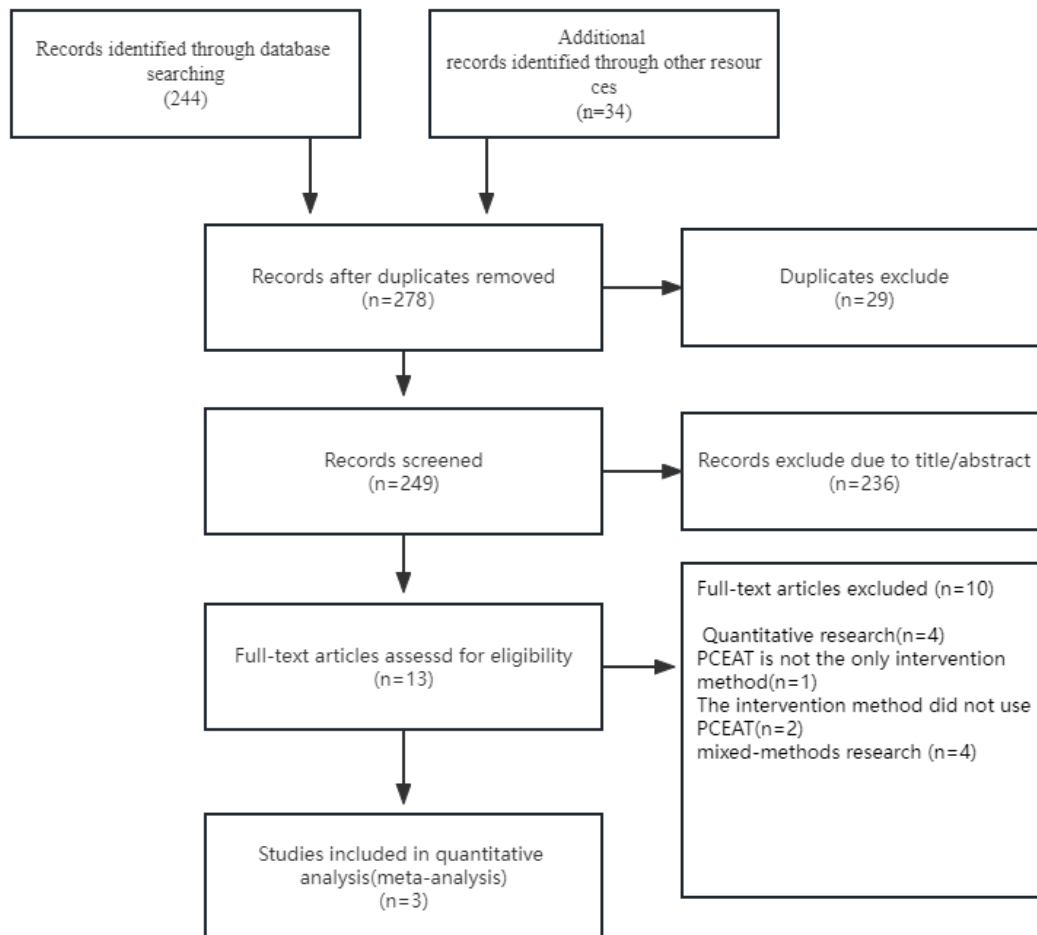 Records identified through database
searching
(244)
Additional
records identified through other resour
ces
(n=34)
Records after duplicates removed
(n=278)
Duplicates exclude
(n=29)
Records screened
(n=249)
Records exclude due to title/abstract
(n=236)
Full-text articles assessd for eligibility
(n=13)
Full-text articles excluded (n=10)
Quantitative research(n=4)
PCEAT is not the only intervention
method(n=1)
The intervention method did not use
PCEAT(n=2)
mixed-methods research (n=4)
Studies included in quantitative
analysis(meta-analysis)
(n=3)